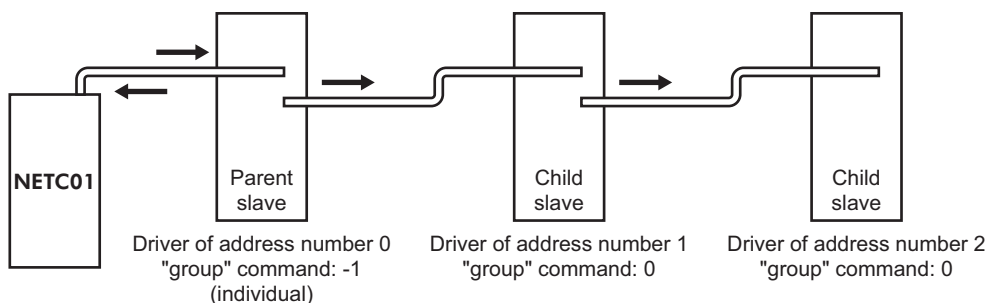 NETC01
Parent
slave
Child
slave
Child
slave
Driver of address number 0
"group" command: -1
(individual)
Driver of address number 1
"group" command: 0
Driver of address number 2
"group" command: 0